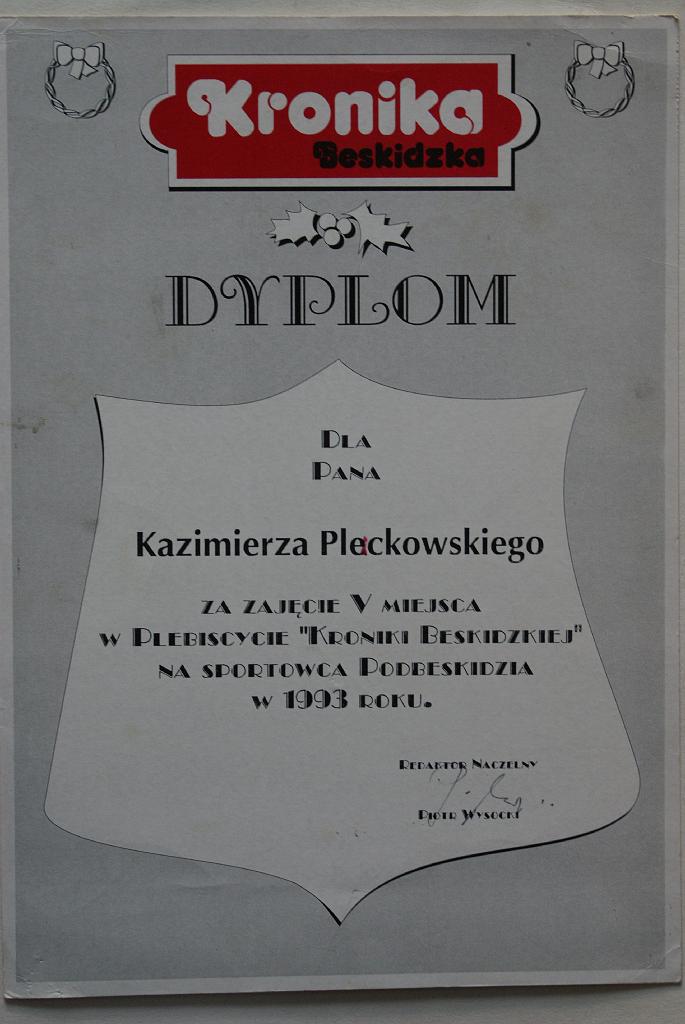 Kronika
Beskidzka
DYPLOM
DLA
PANA
Kazimierza Pleckowskiego
ZA ZAJĘCIE V MIEJSCA
W PLEBISCYCIE "KRONIKI BESKIDZKIEJ"
NA SPORTOWCA PODBESKIDZIA
W 1993 ROKU.
REDAKTOR NACZELNY
PIOTR WYSOCKI